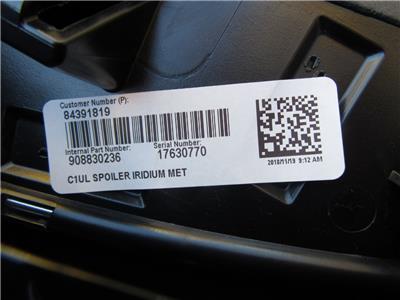 Customer Number (P):
84391819
Internal Part Number: Serial Number:
908830236 17630770
2018/11/19 9:12 AM
C1UL SPOILER IRIDIUM MET